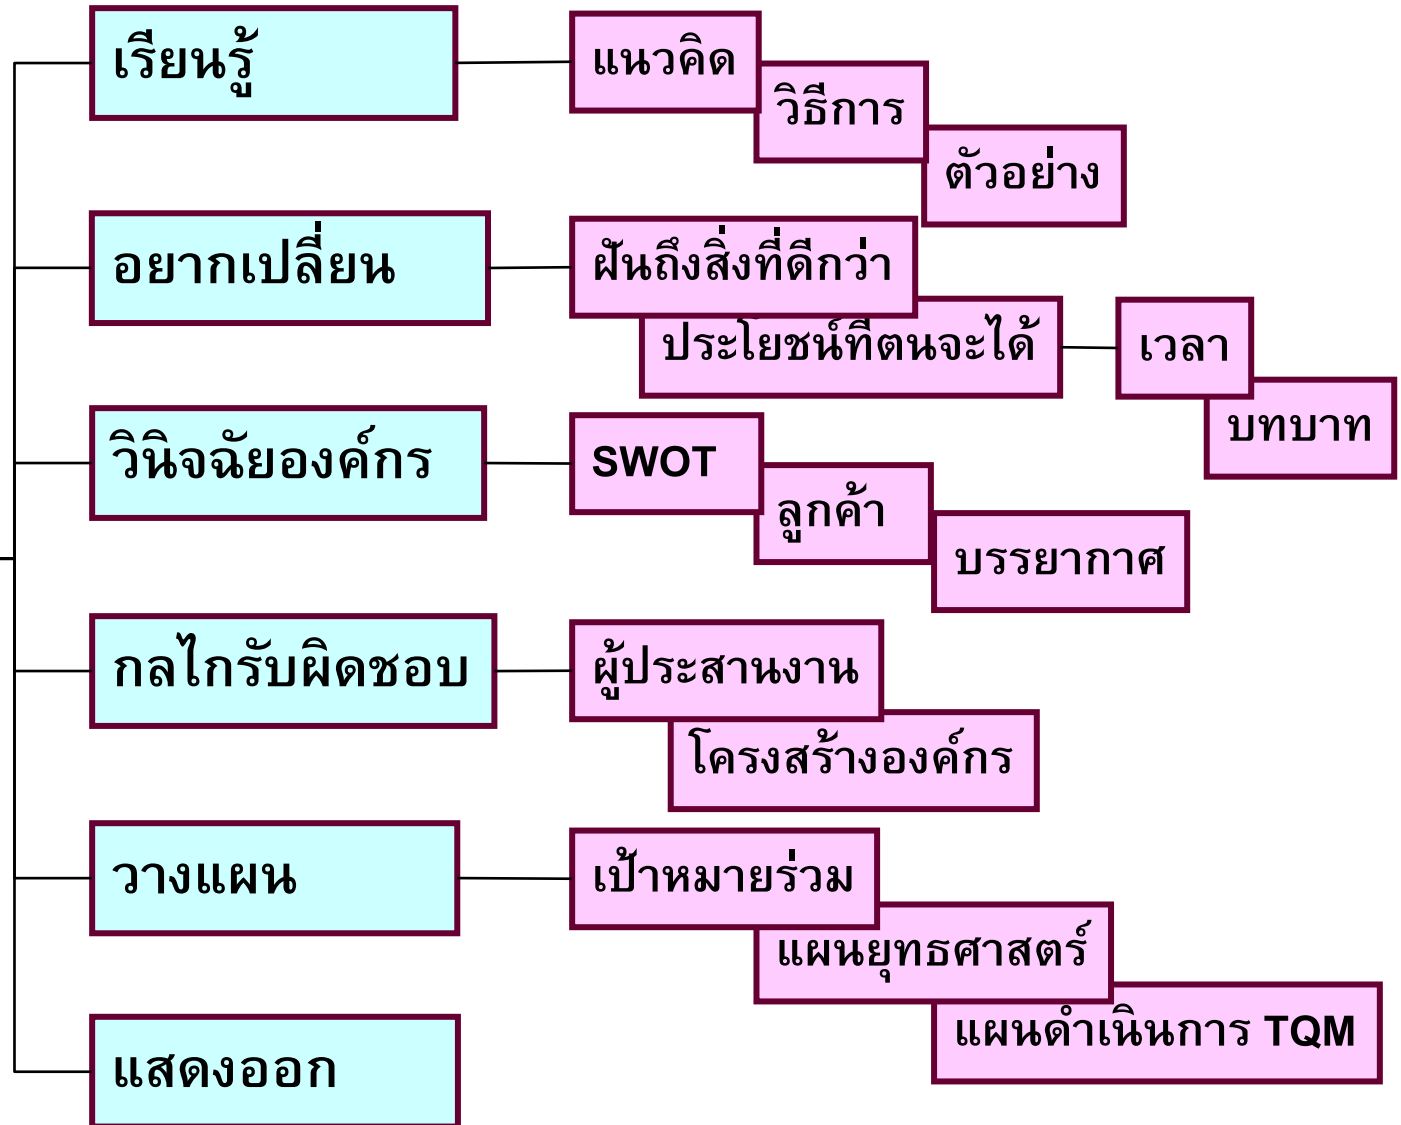 เรียนรู้
แนวคิด
วิธีการ
ตัวอย่าง
อยากเปลี่ยน
ฝันถึงสิ่งที่ดีกว่า
ประโยชน์ที่ตนจะได้
เวลา
บทบาท
วินิจฉัยองค์กร
SWOT
ลูกค้า
บรรยากาศ
กลไกรับผิดชอบ
ผู้ประสานงาน
โครงสร้างองค์กร
วางแผน
เป้าหมายร่วม
แผนยุทธศาสตร์
แผนดำเนินการ TQM
แสดงออก